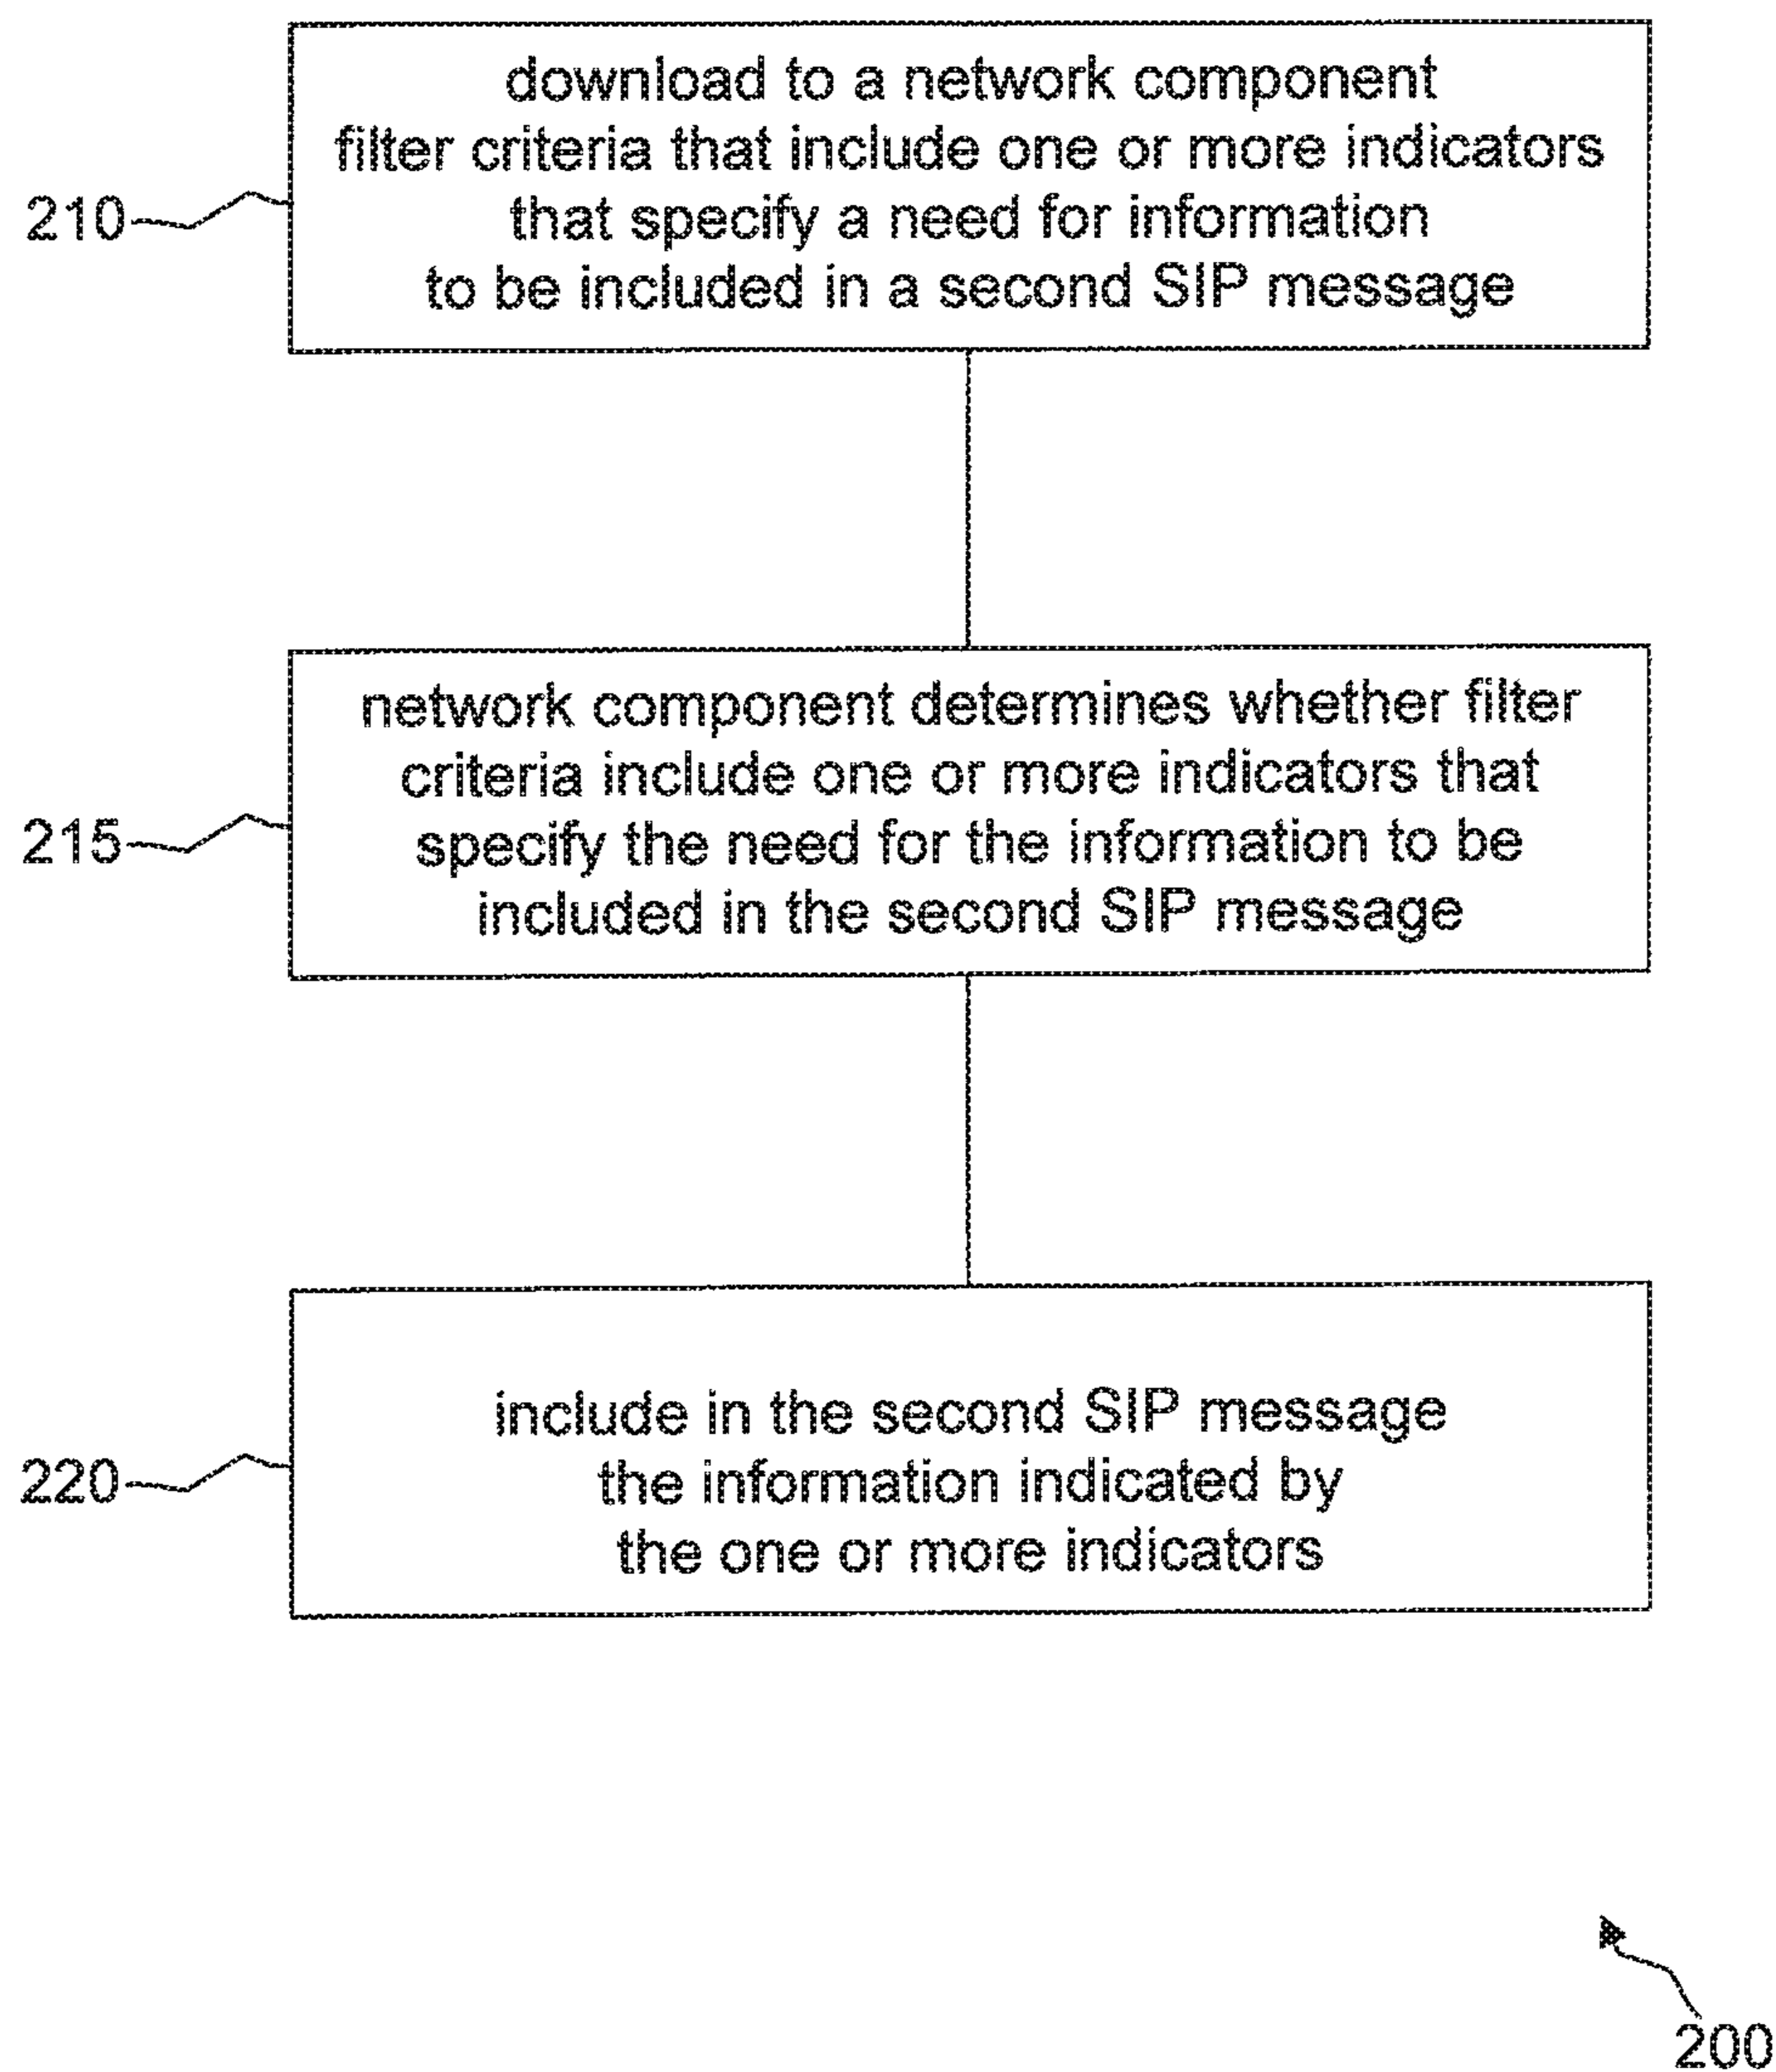 download to a network component
filter criteria that include one or more indicators
that specify a need for information
to be included in a second SIP message
210
network component determines whether filter
criteria include one or more indicators that
specify the need for the information to be
included in the second SIP message
215
include in the second SIP message
the information indicated by
the one or more indicators
220
200